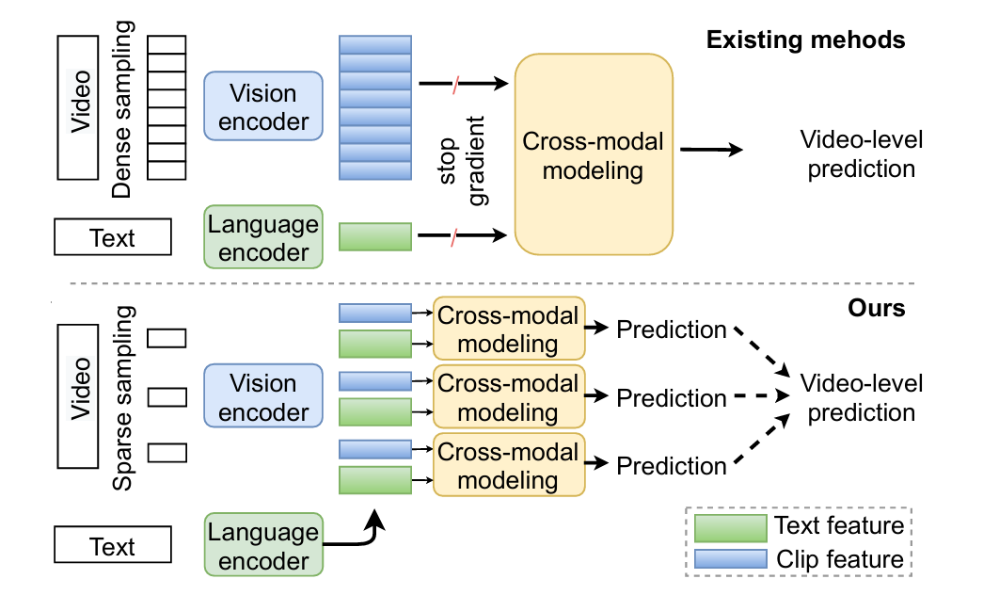 Existing mehods
Video
Dense sampling
Vision
encoder
stop
gradient
Cross-modal
modeling
Video-level
prediction
Text
Language
encoder
Ours
Video
Sparse sampling
Vision
encoder
Cross-modal
modeling
Prediction
Cross-modal
modeling
Prediction
Cross-modal
modeling
Prediction
Video-level
prediction
Text
Language
encoder
Text feature
Clip feature